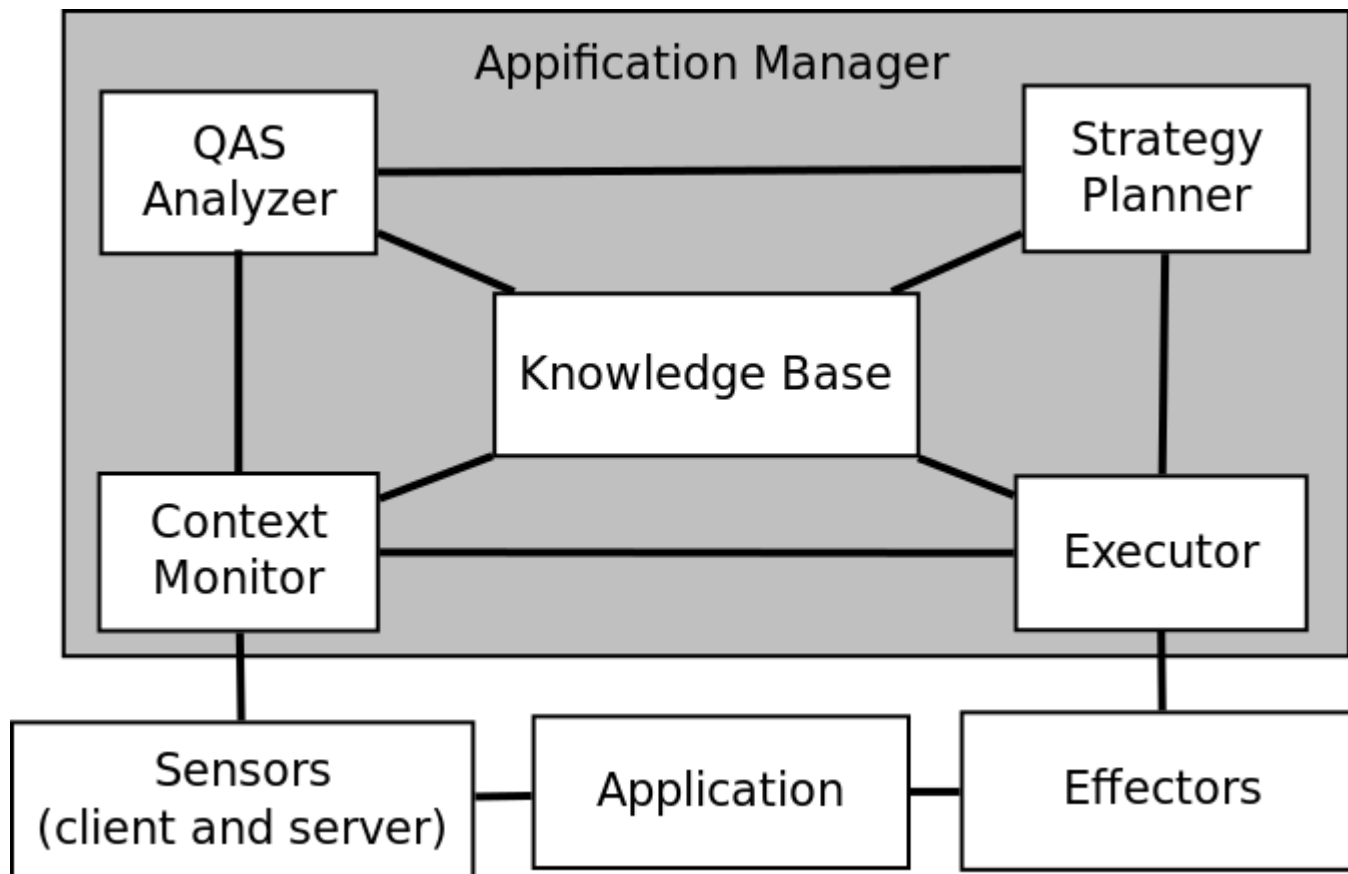 Appification Manager
QAS
Analyzer
Strategy
Planner
Knowledge Base
Context
Monitor
Executor
Sensors
(client and server)
Application
Effectors